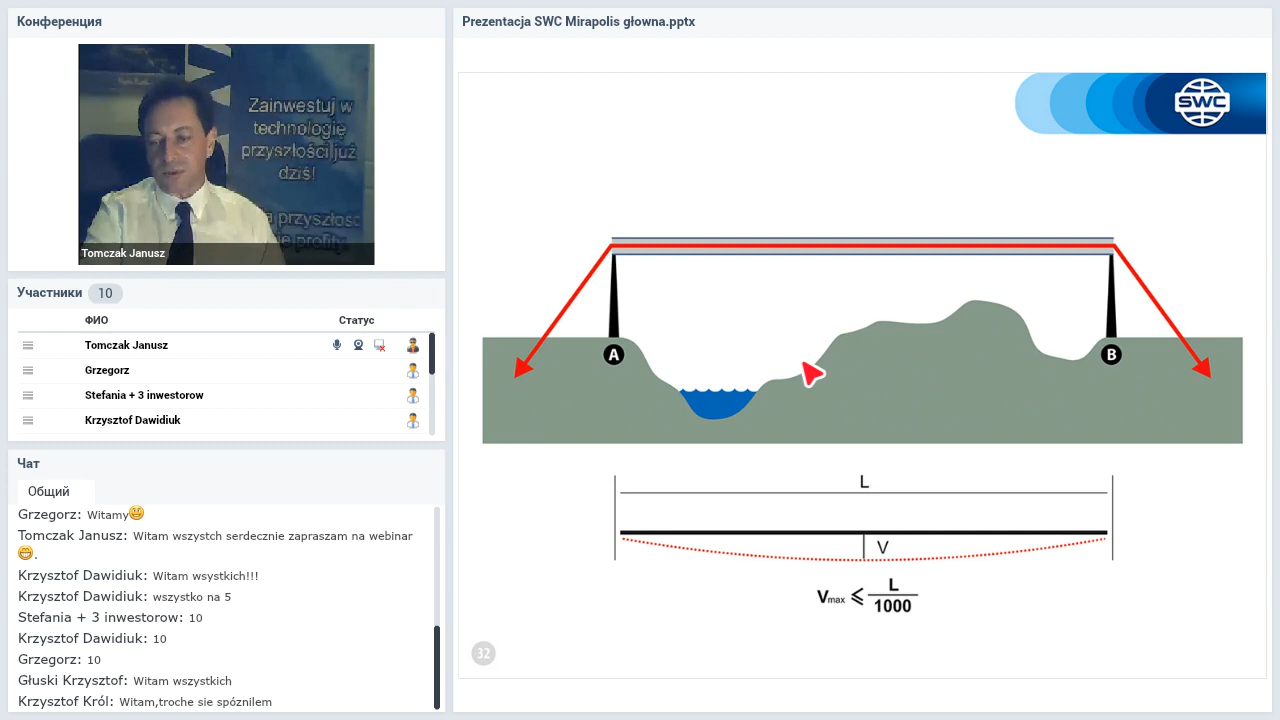 Конференция
Zainwestuj w
technologię
przyszłości już
dziś!
przyszłość
profity
Tomczak Janusz
Участники 10
ФИО Статус
Tomczak Janusz
Grzegorz
Stefania + 3 inwestorow
Krzysztof Dawidiuk
Чат
Общий
Grzegorz: Witamy
Tomczak Janusz: Witam wszystch serdecznie zapraszam na webinar
.
Krzysztof Dawidiuk: Witam wsystkich!!!
Krzysztof Dawidiuk: wszystko na 5
Stefania + 3 inwestorow: 10
Krzysztof Dawidiuk: 10
Grzegorz: 10
Głuski Krzysztof: Witam wszystkich
Krzysztof Król: Witam,troche sie spóznilem
Prezentacja SWC Mirapolis głowna.pptx
SWC
A B
L
V
Vmax ⩽ L
1000
32